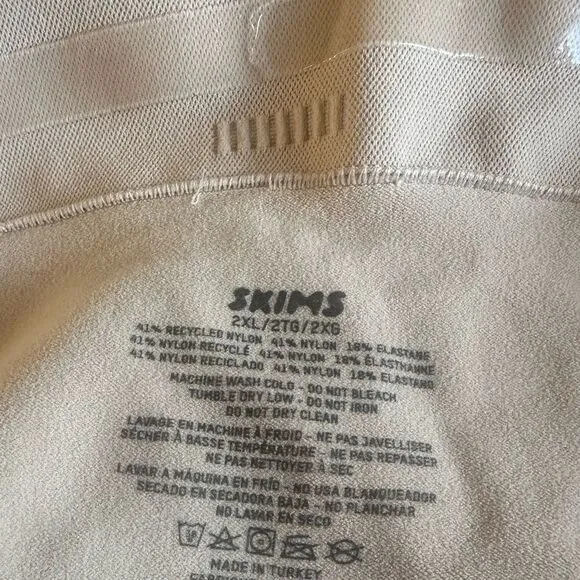 SKIMS
2XL/2TG/2XG
41% RECYCLED NYLON 41% NYLON 18% ELASTANE
41% NYLON RECYCLÉ 41% NYLON 18% ÉLASTHANNE
41% NYLON RECICLADO 41% NYLON 18% ELASTANO
MACHINE WASH COLD - DO NOT BLEACH
TUMBLE DRY LOW - DO NOT IRON
DO NOT DRY CLEAN
LAVAGE EN MACHINE À FROID - NE PAS JAVELLISER
SÉCHER À BASSE TEMPÉRATURE - NE PAS REPASSER
NE PAS NETTOYER À SEC
LAVAR A MÁQUINA EN FRÍO - NO USA BLANQUEADOR
SECADO EN SECADORA BAJA - NO PLANCHAR
NO LAVAR EN SECO
MADE IN TURKEY